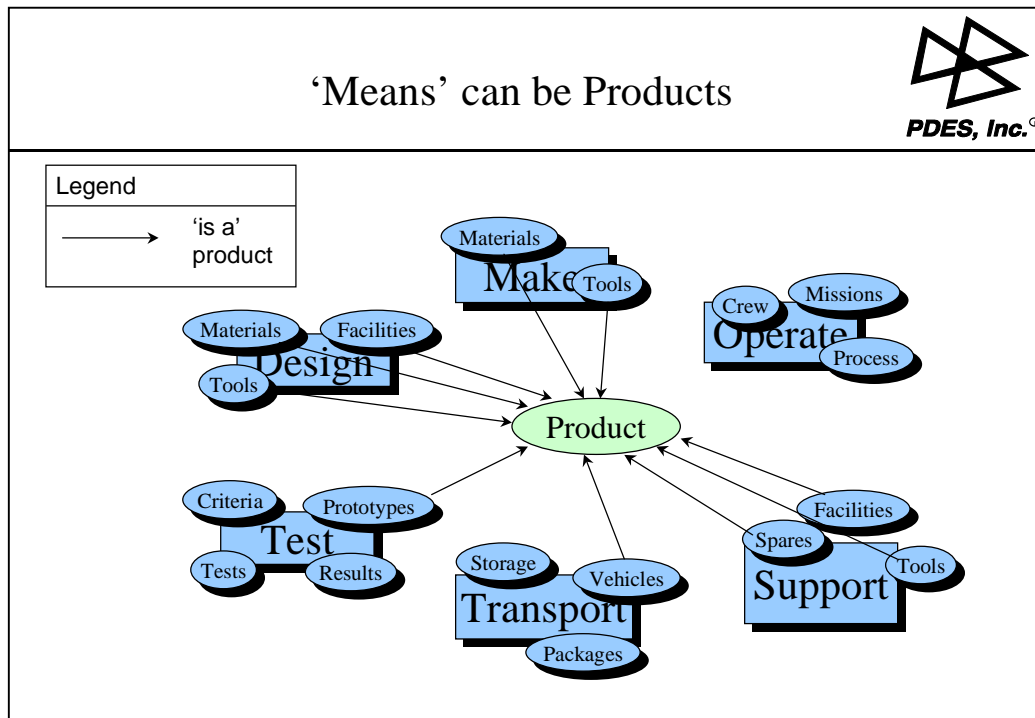 ‘Means’ can be Products
PDES, Inc.®
Legend
‘is a’
product
Materials
Make
Tools
Crew
Missions
Operate
Process
Materials
Facilities
Design
Tools
Product
Criteria
Prototypes
Test
Tests
Results
Storage
Vehicles
Transport
Packages
Facilities
Spares
Tools
Support